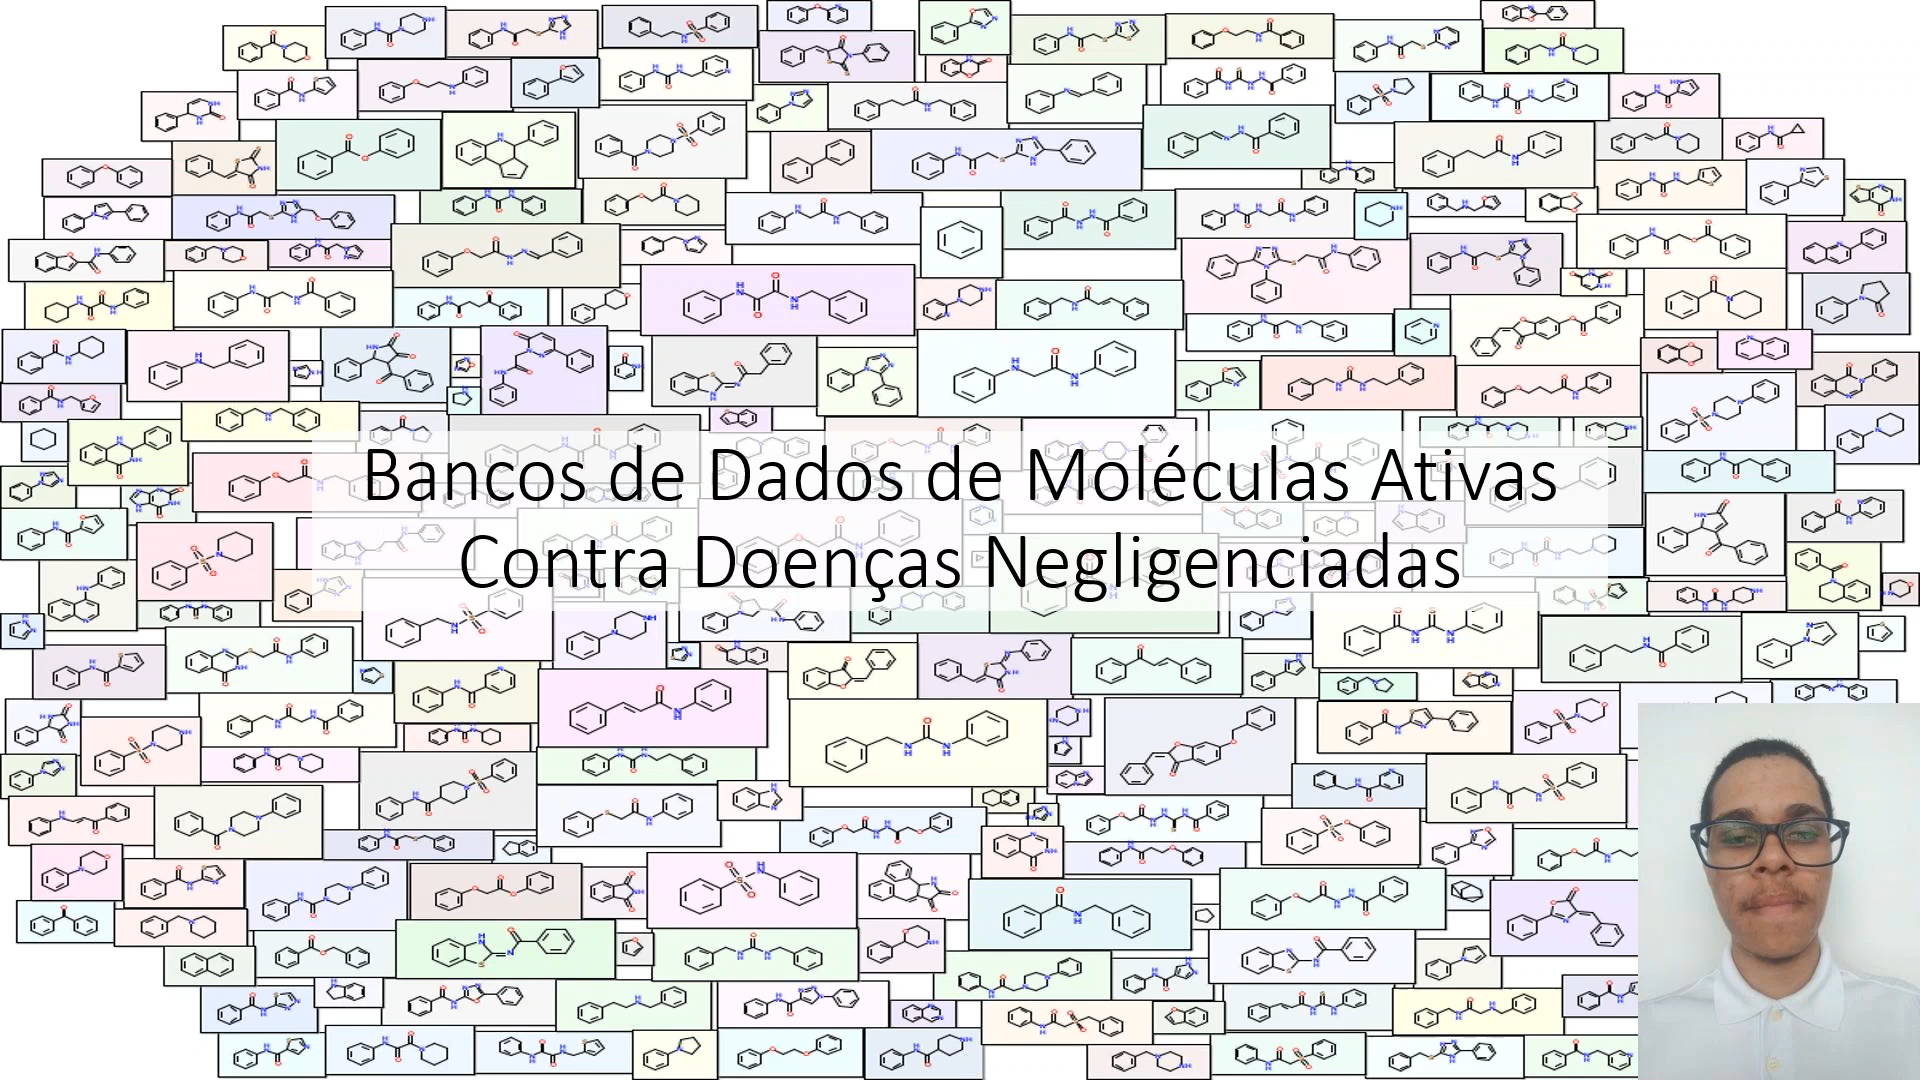 Bancos de Dados de Moléculas Ativas
Contra Doenças Negligenciadas